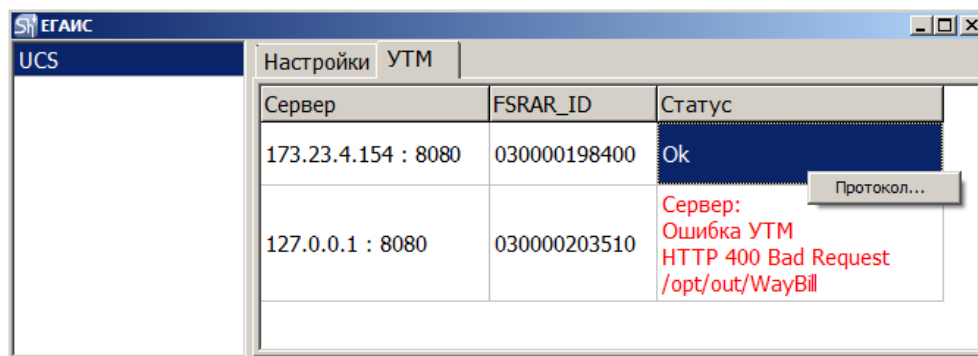 Sh ЕГАИС
UCS
Настройки УТМ
Сервер FSRAR_ID Статус
173.23.4.154 : 8080 030000198400 Ok
Протокол...
127.0.0.1 : 8080 030000203510 Сервер:
Ошибка УТМ
HTTP 400 Bad Request
/opt/out/WayBill